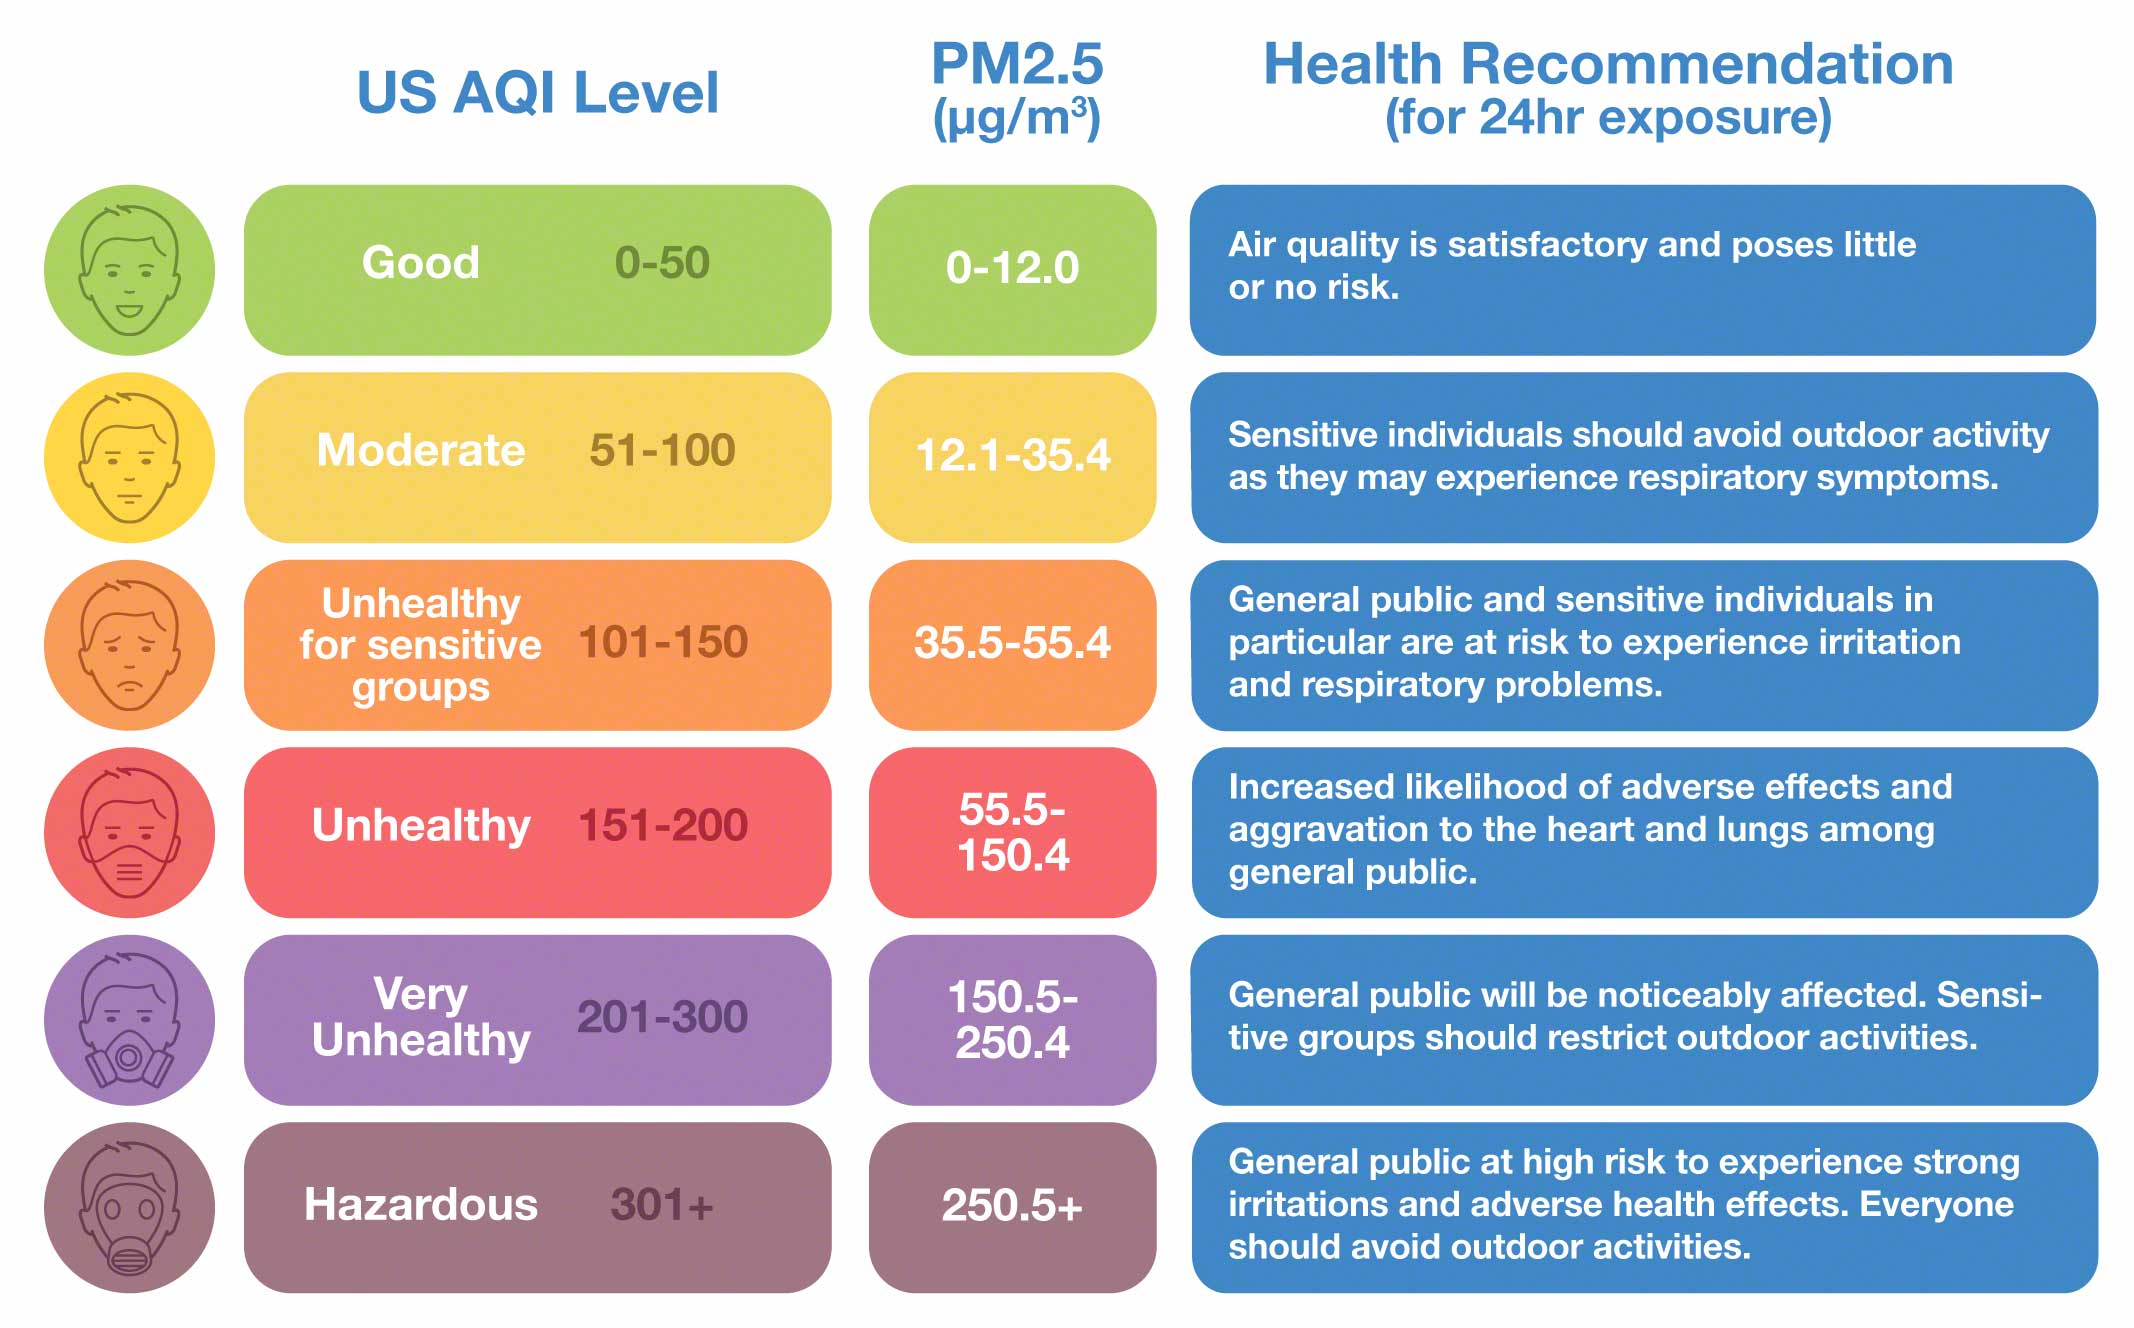 US AQI Level
PM2.5
(µg/m³)
Health Recommendation
(for 24hr exposure)
Good
0-50
0-12.0
Air quality is satisfactory and poses little
or no risk.
Moderate
51-100
12.1-35.4
Sensitive individuals should avoid outdoor activity
as they may experience respiratory symptoms.
Unhealthy
for sensitive
groups
101-150
35.5-55.4
General public and sensitive individuals in
particular are at risk to experience irritation
and respiratory problems.
Unhealthy
151-200
55.5-
150.4
Increased likelihood of adverse effects and
aggravation to the heart and lungs among
general public.
Very
Unhealthy
201-300
150.5-
250.4
General public will be noticeably affected. Sensi-
tive groups should restrict outdoor activities.
Hazardous
301+
250.5+
General public at high risk to experience strong
irritations and adverse health effects. Everyone
should avoid outdoor activities.